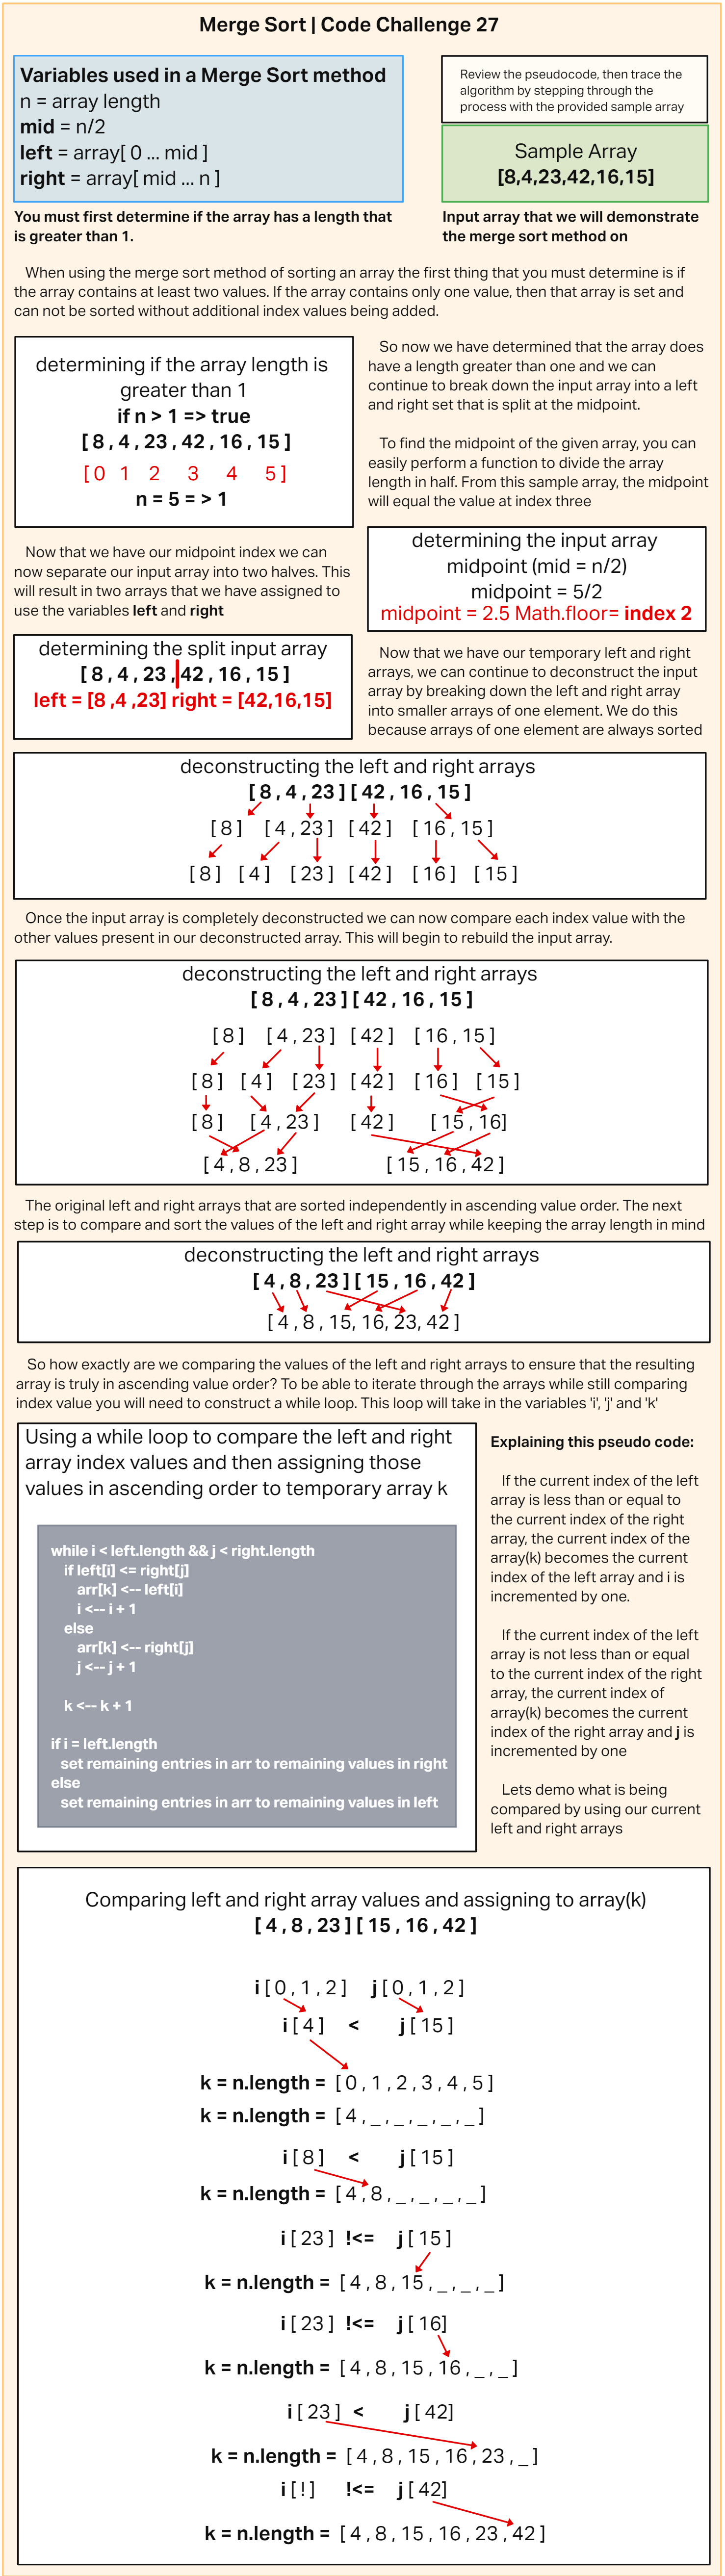 Merge Sort | Code Challenge 27
Variables used in a Merge Sort method
n = array length
mid = n/2
left = array[ 0 ... mid ]
right = array[ mid ... n ]
Review the pseudocode, then trace the
algorithm by stepping through the
process with the provided sample array
Sample Array
[8,4,23,42,16,15]
You must first determine if the array has a length that
is greater than 1.
Input array that we will demonstrate
the merge sort method on
When using the merge sort method of sorting an array the first thing that you must determine is if
the array contains at least two values. If the array contains only one value, then that array is set and
can not be sorted without additional index values being added.
determining if the array length is
greater than 1
if n > 1 => true
[ 8 , 4 , 23 , 42 , 16 , 15 ]
[ 0 1 2 3 4 5 ]
n = 5 = > 1
So now we have determined that the array does
have a length greater than one and we can
continue to break down the input array into a left
and right set that is split at the midpoint.
To find the midpoint of the given array, you can
easily perform a function to divide the array
length in half. From this sample array, the midpoint
will equal the value at index three
Now that we have our midpoint index we can
now separate our input array into two halves. This
will result in two arrays that we have assigned to
use the variables left and right
determining the input array
midpoint (mid = n/2)
midpoint = 5/2
midpoint = 2.5 Math.floor= index 2
determining the split input array
[ 8 , 4 , 23 , 42 , 16 , 15 ]
left = [8 ,4 ,23] right = [42,16,15]
Now that we have our temporary left and right
arrays, we can continue to deconstruct the input
array by breaking down the left and right array
into smaller arrays of one element. We do this
because arrays of one element are always sorted
deconstructing the left and right arrays
[ 8 , 4 , 23 ] [ 42 , 16 , 15 ]
[ 8 ] [ 4 , 23 ] [ 42 ] [ 16 , 15 ]
[ 8 ] [ 4 ] [ 23 ] [ 42 ] [ 16 ] [ 15 ]
Once the input array is completely deconstructed we can now compare each index value with the
other values present in our deconstructed array. This will begin to rebuild the input array.
deconstructing the left and right arrays
[ 8 , 4 , 23 ] [ 42 , 16 , 15 ]
[ 8 ] [ 4 , 23 ] [ 42 ] [ 16 , 15 ]
[ 8 ] [ 4 ] [ 23 ] [ 42 ] [ 16 ] [ 15 ]
[ 8 ] [ 4 , 23 ] [ 42 ] [ 15 , 16]
[ 4 , 8 , 23 ] [ 15 , 16 , 42 ]
The original left and right arrays that are sorted independently in ascending value order. The next
step is to compare and sort the values of the left and right array while keeping the array length in mind
deconstructing the left and right arrays
[ 4 , 8 , 23 ] [ 15 , 16 , 42 ]
[ 4 , 8 , 15, 16, 23, 42 ]
So how exactly are we comparing the values of the left and right arrays to ensure that the resulting
array is truly in ascending value order? To be able to iterate through the arrays while still comparing
index value you will need to construct a while loop. This loop will take in the variables 'i', 'j' and 'k'
Using a while loop to compare the left and right
array index values and then assigning those
values in ascending order to temporary array k
while i < left.length && j < right.length
if left[i] <= right[j]
arr[k] <-- left[i]
i <-- i + 1
else
arr[k] <-- right[j]
j <-- j + 1
k <-- k + 1
if i = left.length
set remaining entries in arr to remaining values in right
else
set remaining entries in arr to remaining values in left
Explaining this pseudo code:
If the current index of the left
array is less than or equal to
the current index of the right
array, the current index of the
array(k) becomes the current
index of the left array and i is
incremented by one.
If the current index of the left
array is not less than or equal
to the current index of the right
array, the current index of
array(k) becomes the current
index of the right array and j is
incremented by one
Lets demo what is being
compared by using our current
left and right arrays
Comparing left and right array values and assigning to array(k)
[ 4 , 8 , 23 ] [ 15 , 16 , 42 ]
i [ 0 , 1 , 2 ] j [ 0 , 1 , 2 ]
i [ 4 ] < j [ 15 ]
k = n.length = [ 0 , 1 , 2 , 3 , 4 , 5 ]
k = n.length = [ 4 , _ , _ , _ , _ , _ ]
i [ 8 ] < j [ 15 ]
k = n.length = [ 4 , 8 , _ , _ , _ , _ ]
i [ 23 ] !<= j [ 15 ]
k = n.length = [ 4 , 8 , 15 , _ , _ , _ ]
i [ 23 ] !<= j [ 16]
k = n.length = [ 4 , 8 , 15 , 16 , _ , _ ]
i [ 23 ] < j [ 42]
k = n.length = [ 4 , 8 , 15 , 16 , 23 , _ ]
i [ ! ] !<= j [ 42]
k = n.length = [ 4 , 8 , 15 , 16 , 23 , 42 ]